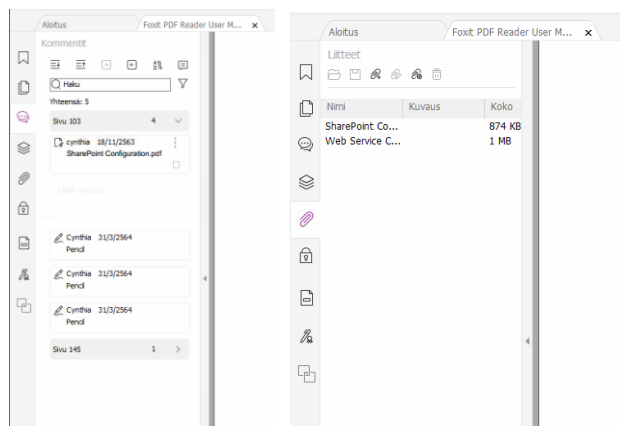 Aloitus
Foxit PDF Reader User M...
Kommentit
Haku
Yhteensä: 5
Sivu 103 4
cynthia 18/11/2563
SharePoint Configuration.pdf
Cynthia 31/3/2564
Pencil
Cynthia 31/3/2564
Pencil
Cynthia 31/3/2564
Pencil
Sivu 145 1
Aloitus
Foxit PDF Reader User M...
Liitteet
Nimi Kuvaus Koko
SharePoint Co... 874 KB
Web Service C... 1 MB